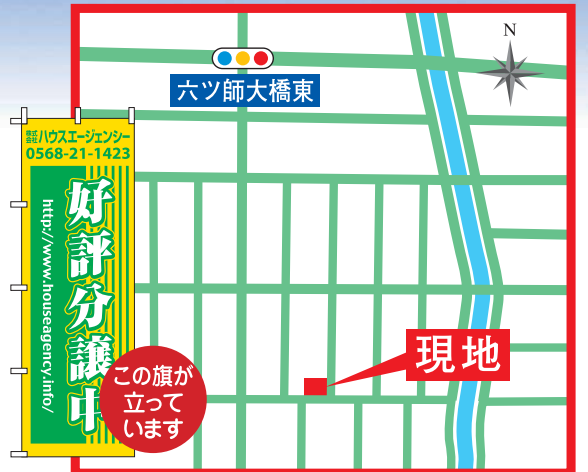 N
六ツ師大橋東
株式会社 ハウスエージェンシー
0568-21-1423
好評分譲中
http://www.houseagency.info/
この旗が
立って
います
現地